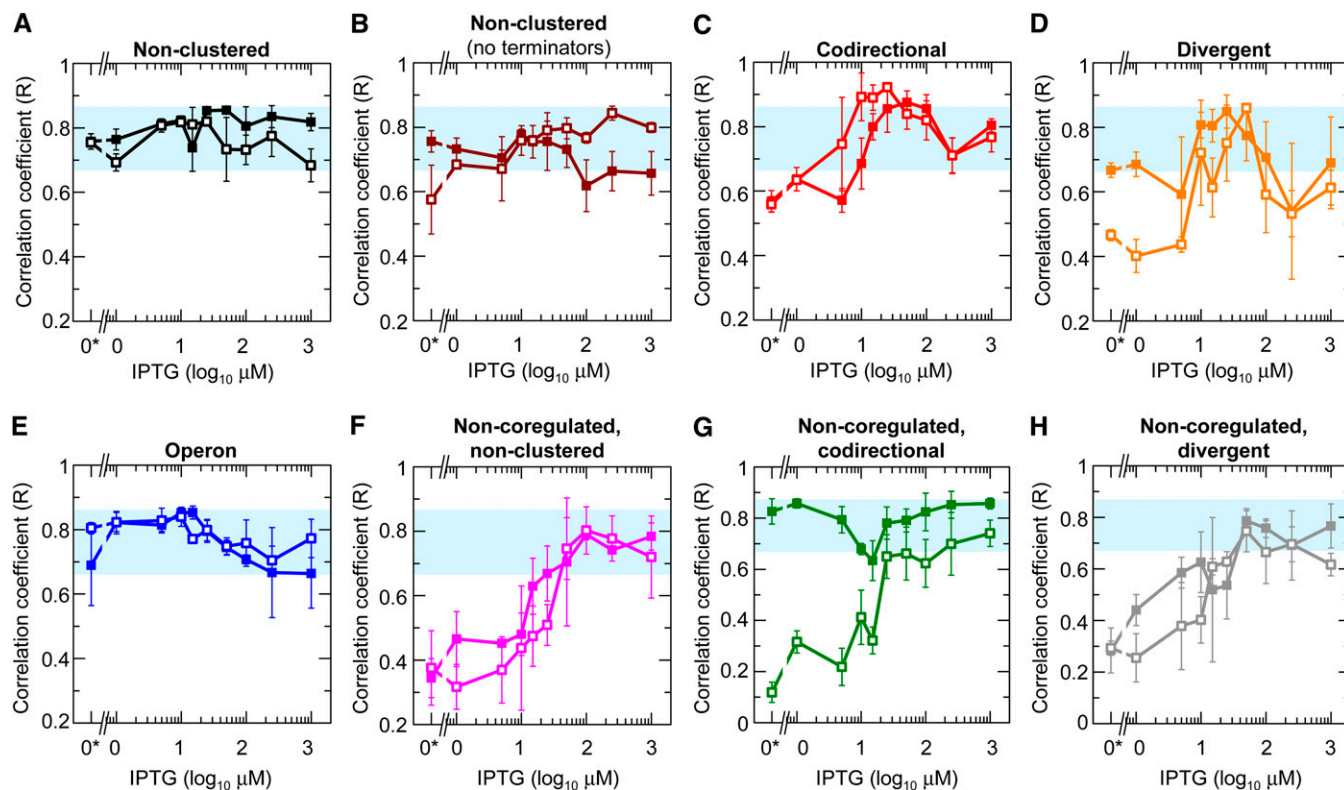 A
Non-clustered
Correlation coefficient (R)
1
0.8
0.6
0.4
0.2
0* 0 1 2 3
IPTG (log10 μM)
B
Non-clustered
(no terminators)
Correlation coefficient (R)
1
0.8
0.6
0.4
0.2
0* 0 1 2 3
IPTG (log10 μM)
C
Codirectional
Correlation coefficient (R)
1
0.8
0.6
0.4
0.2
0* 0 1 2 3
IPTG (log10 μM)
D
Divergent
Correlation coefficient (R)
1
0.8
0.6
0.4
0.2
0* 0 1 2 3
IPTG (log10 μM)
E
Operon
Correlation coefficient (R)
1
0.8
0.6
0.4
0.2
0* 0 1 2 3
IPTG (log10 μM)
F
Non-coregulated,
non-clustered
Correlation coefficient (R)
1
0.8
0.6
0.4
0.2
0* 0 1 2 3
IPTG (log10 μM)
G
Non-coregulated,
codirectional
Correlation coefficient (R)
1
0.8
0.6
0.4
0.2
0
0* 0 1 2 3
IPTG (log10 μM)
H
Non-coregulated,
divergent
Correlation coefficient (R)
1
0.8
0.6
0.4
0.2
0
0* 0 1 2 3
IPTG (log10 μM)